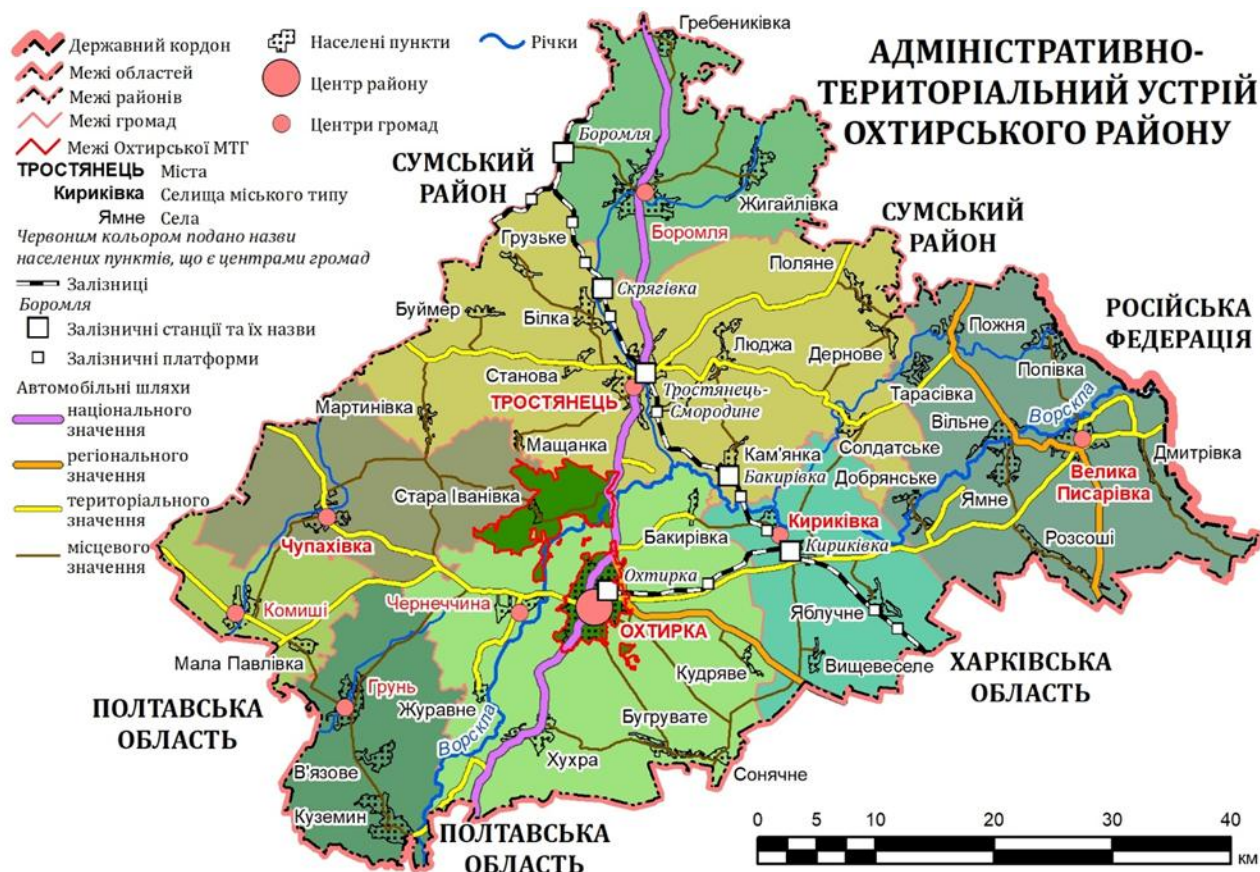 АДМІНІСТРАТИВНО-
ТЕРИТОРІАЛЬНИЙ УСТРІЙ
ОХТИРСЬКОГО РАЙОНУ
Державний кордон
Межі областей
Межі районів
Межі громад
Межі Охтирської МТГ
ТРОСТЯНЕЦЬ Міста
Кириківка Селища міського типу
Ямне Села
Червоним кольором подано назви
населених пунктів, що є центрами громад
Залізниці
Боромля
Залізничні станції та їх назви
Залізничні платформи
Автомобільні шляхи
національного
значення
регіонального
значення
територіального
значення
місцевого
значення
Населені пункти
Центр району
Центри громад
Річки
Гребениківка
Боромля
СУМСЬКИЙ
РАЙОН
Жигайлівка
Боромля
СУМСЬКИЙ
РАЙОН
Грузьке
Поляне
Скрягівка
Буймер
Білка
РОСІЙСЬКА
ФЕДЕРАЦІЯ
Пожня
Люджа
Дернове
Попівка
Станова
ТРОСТЯНЕЦЬ
Тростянець-
Смородине
Тарасівка
Мартинівка
Вільне
Ворскла
Мащанка
Солдатське
Кам'янка
Бакирівка
Добрянське
Дмитрівка
Велика
Писарівка
Стара Іванівка
Ямне
Чупахівка
Бакирівка
Кириківка
Кириківка
Розсоші
Охтирка
Комиші
Чернеччина
Яблучне
ОХТИРКА
Мала Павлівка
Кудряве
Вищевеселе
ХАРКІВСЬКА
ОБЛАСТЬ
Грунь
ПОЛТАВСЬКА
ОБЛАСТЬ
Журавне
Ворскла
Бугрувате
Хухра
Сонячне
В'язове
Куземин
ПОЛТАВСЬКА
ОБЛАСТЬ
0 5 10 20 30 40
км